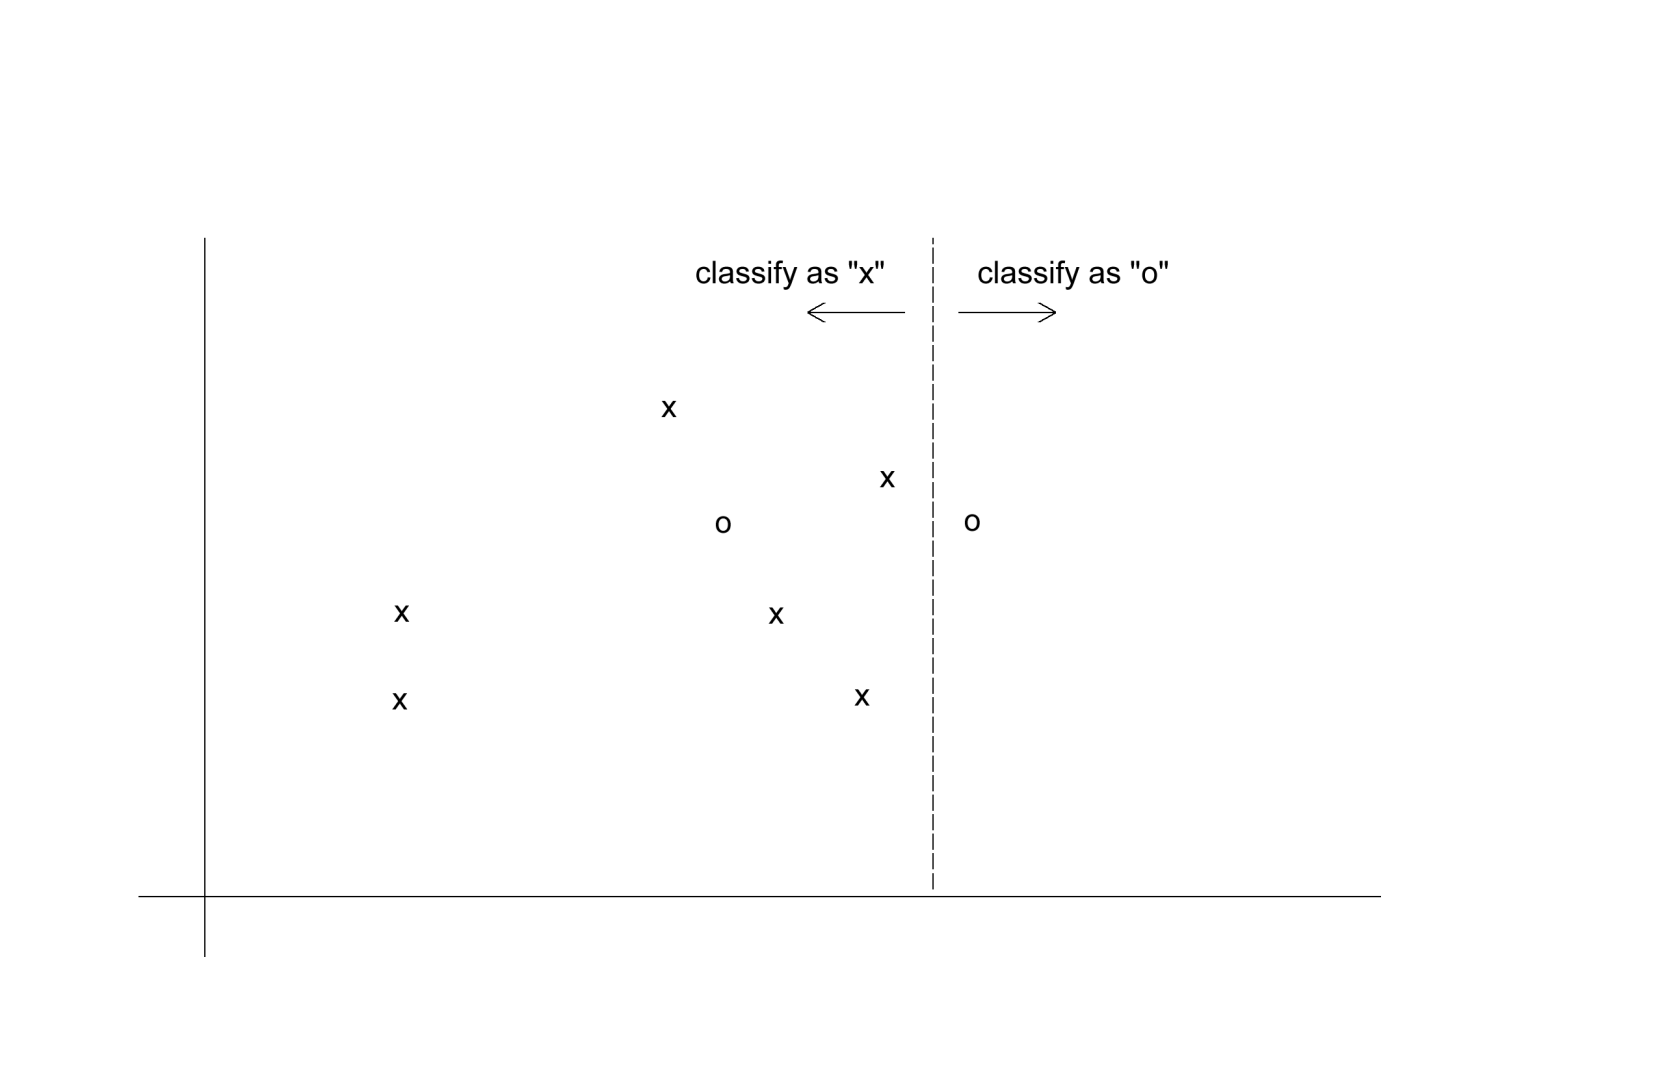 classify as "x" classify as "o"
x
x
o o
x x
x x